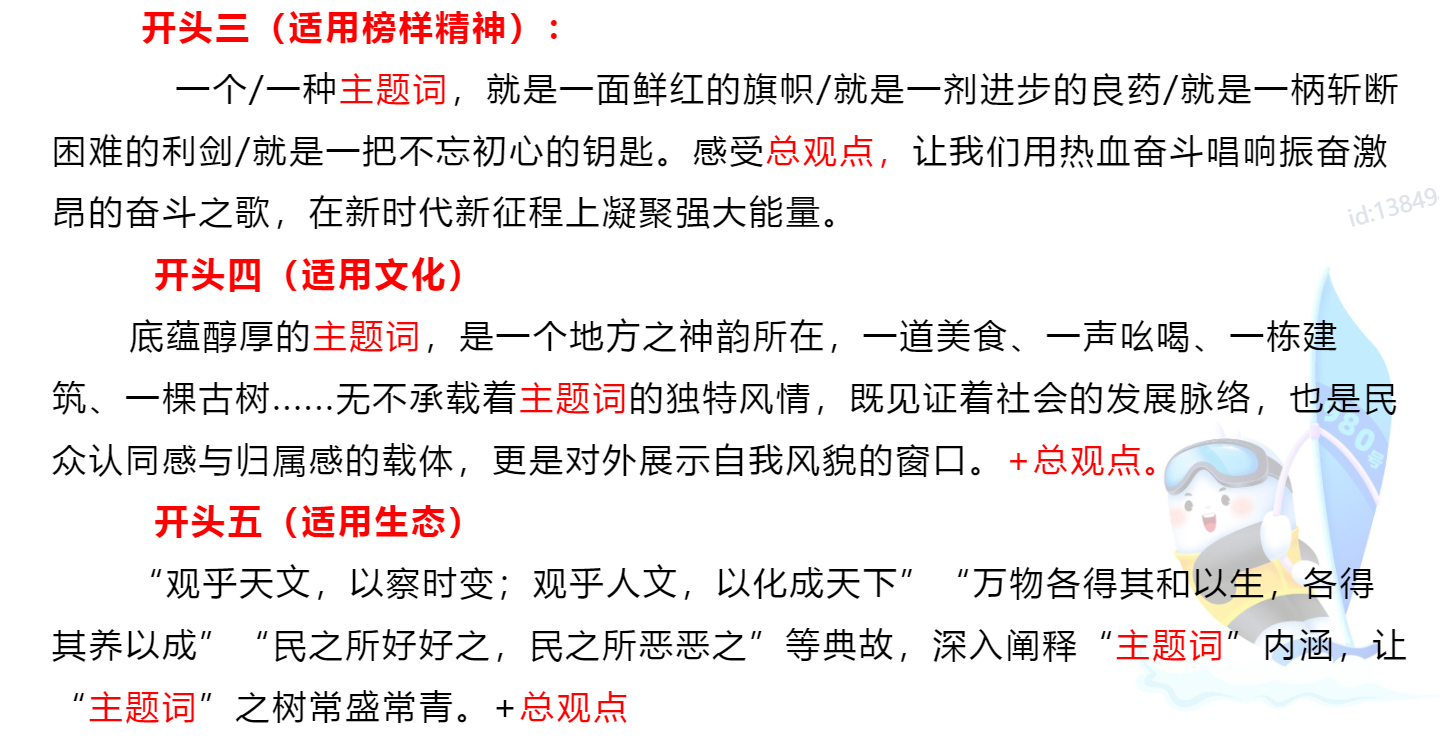 开头三（适用榜样精神）：
一个/一种主题词，就是一面鲜红的旗帜/就是一剂进步的良药/就是一柄斩断
困难的利剑/就是一把不忘初心的钥匙。感受总观点，让我们用热血奋斗唱响振奋激
昂的奋斗之歌，在新时代新征程上凝聚强大能量。
id:13849
开头四（适用文化）
底蕴醇厚的主题词，是一个地方之神韵所在，一道美食、一声吆喝、一栋建
筑、一棵古树……无不承载着主题词的独特风情，既见证着社会的发展脉络，也是民
众认同感与归属感的载体，更是对外展示自我风貌的窗口。+总观点。
开头五（适用生态）
“观乎天文，以察时变；观乎人文，以化成天下”“万物各得其和以生，各得
其养以成”“民之所好好之，民之所恶恶之”等典故，深入阐释“主题词”内涵，让
“主题词”之树常盛常青。+总观点